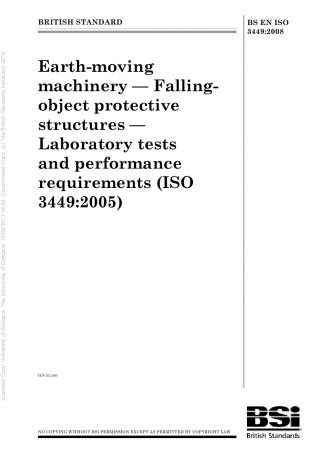 BRITISH STANDARD
BS EN ISO
3449:2008
Earth-moving
machinery — Falling-
object protective
structures —
Laboratory tests
and performance
requirements (ISO
3449:2005)
ICS 53.100
NO COPYING WITHOUT BSI PERMISSION EXCEPT AS PERMITTED BY COPYRIGHT LAW
BSi
British Standards
Licensed Copy: The University of Glasgow, The University of Glasgow,
Uncontrolled Copy, (c) The British Standards Institution 2013